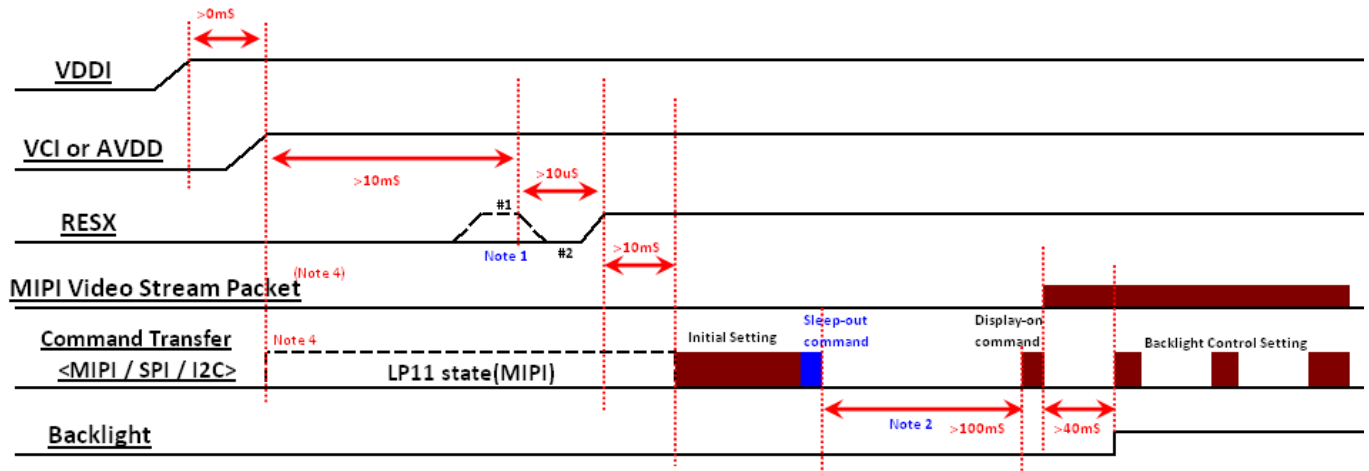 >0mS
VDDI
VCI or AVDD
>10mS
>10uS
#1
RESX
Note 1
#2
>10mS
(Note 4)
MIPI Video Stream Packet
Command Transfer
<MIPI / SPI / I2C>
Note 4
LP11 state(MIPI)
Initial Setting
Sleep-out
command
Display-on
command
Backlight Control Setting
Note 2
>100mS
>40mS
Backlight